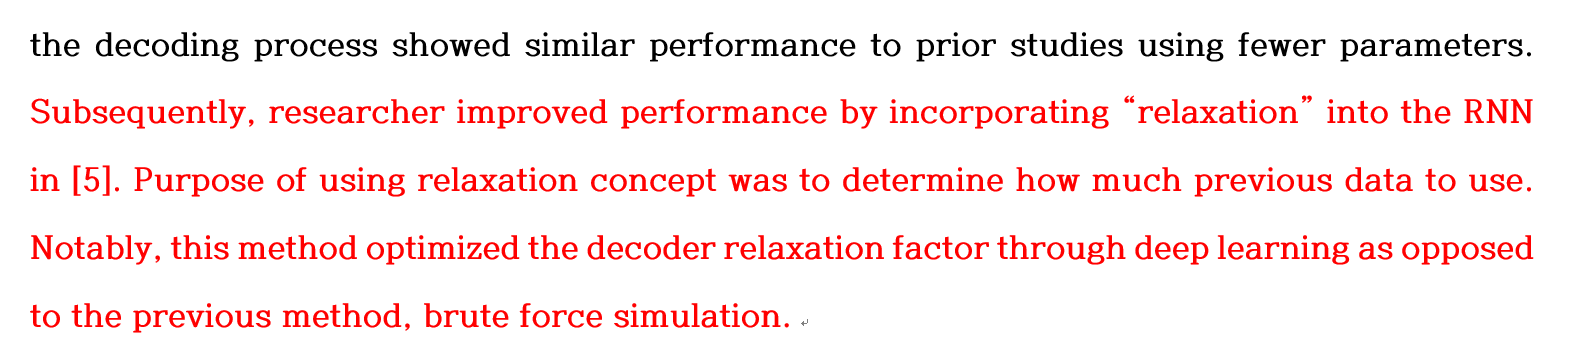 the decoding process showed similar performance to prior studies using fewer parameters.
Subsequently, researcher improved performance by incorporating “relaxation” into the RNN
in [5]. Purpose of using relaxation concept was to determine how much previous data to use.
Notably, this method optimized the decoder relaxation factor through deep learning as opposed
to the previous method, brute force simulation.